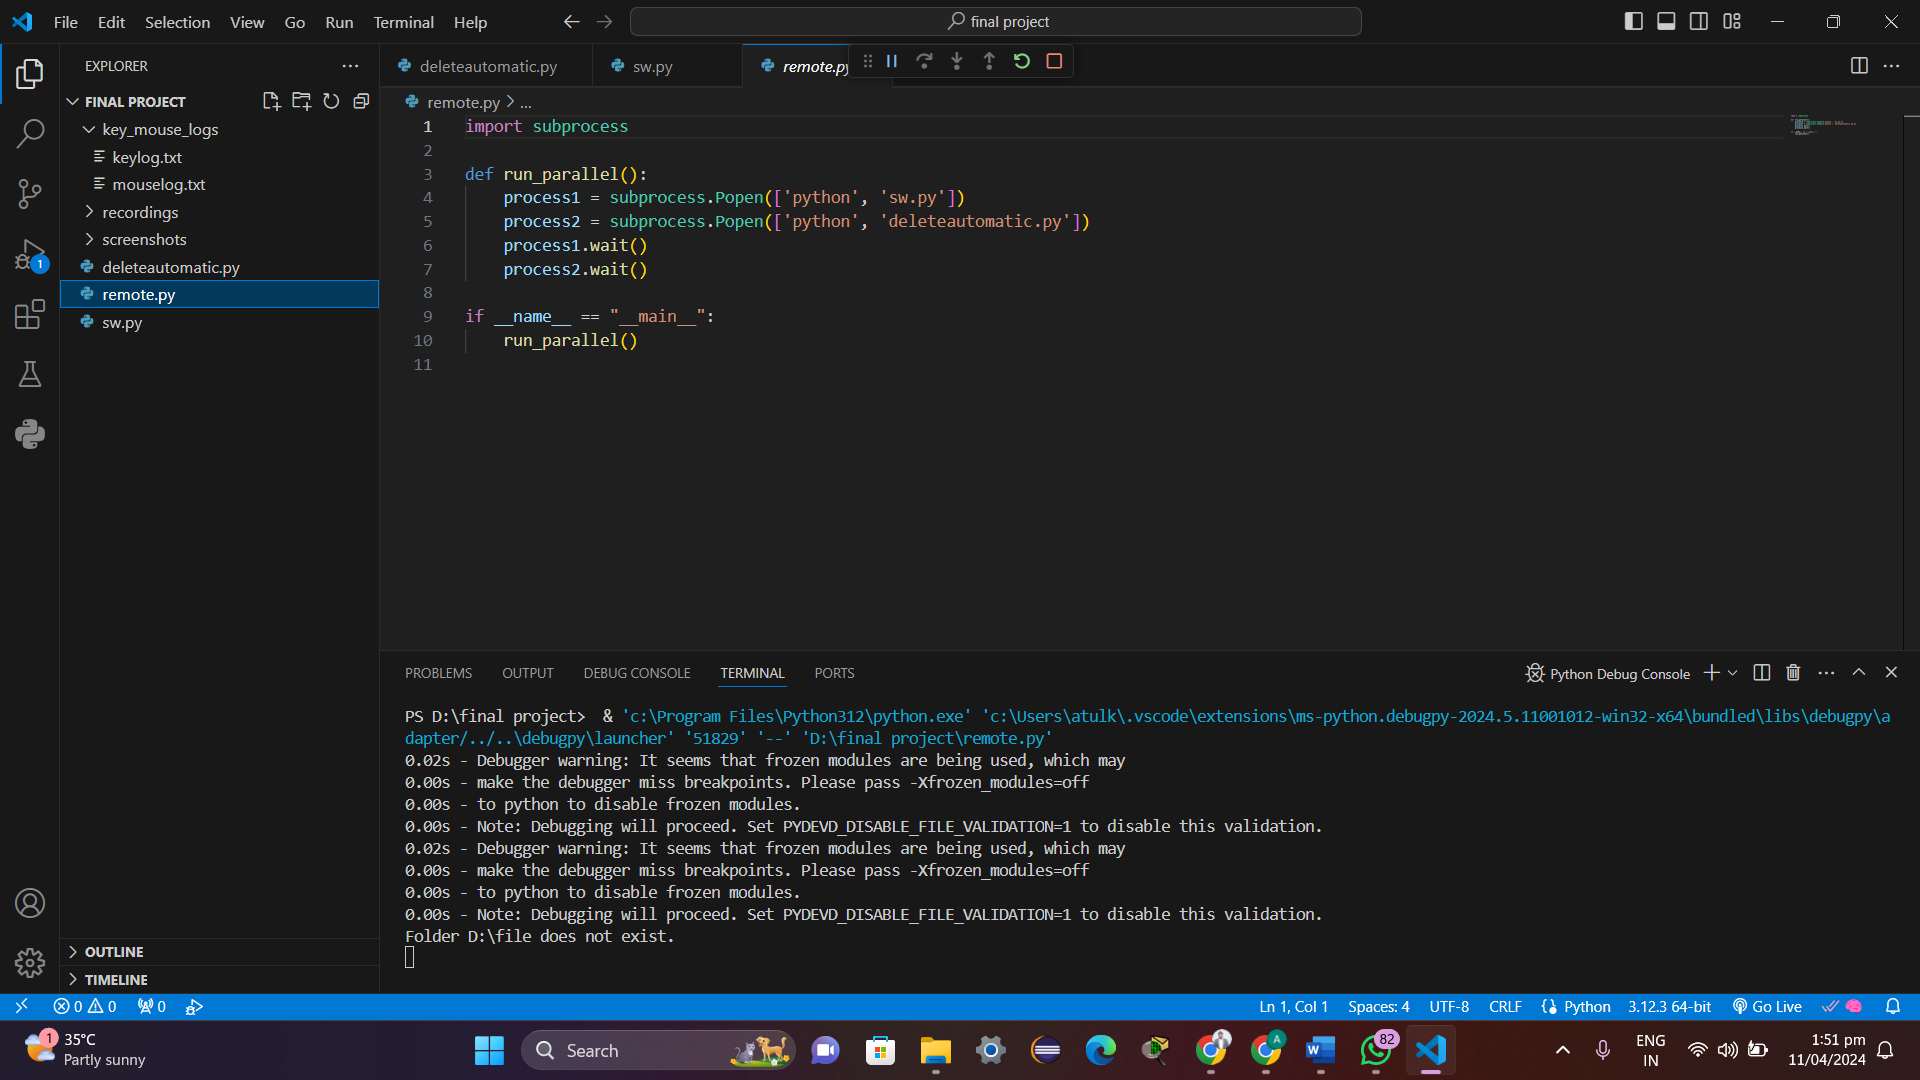 File Edit Selection View Go Run Terminal Help
final project
EXPLORER
FINAL PROJECT
key_mouse_logs
keylog.txt
mouselog.txt
recordings
screenshots
deleteautomatic.py
remote.py
sw.py
OUTLINE
TIMELINE
1
deleteautomatic.py sw.py remote.py
remote.py > ...
1 import subprocess
2
3 def run_parallel():
4 process1 = subprocess.Popen(['python', 'sw.py'])
5 process2 = subprocess.Popen(['python', 'deleteautomatic.py'])
6 process1.wait()
7 process2.wait()
8
9 if __name__ == "__main__":
10 run_parallel()
11
PROBLEMS OUTPUT DEBUG CONSOLE TERMINAL PORTS
Python Debug Console
PS D:\final project>  & 'c:\Program Files\Python312\python.exe' 'c:\Users\atulk\.vscode\extensions\ms-python.debugpy-2024.5.11001012-win32-x64\bundled\libs\debugpy\a
dapter/../..\debugpy\launcher' '51829' '--' 'D:\final project\remote.py'
0.02s - Debugger warning: It seems that frozen modules are being used, which may
0.00s - make the debugger miss breakpoints. Please pass -Xfrozen_modules=off
0.00s - to python to disable frozen modules.
0.00s - Note: Debugging will proceed. Set PYDEVD_DISABLE_FILE_VALIDATION=1 to disable this validation.
0.02s - Debugger warning: It seems that frozen modules are being used, which may
0.00s - make the debugger miss breakpoints. Please pass -Xfrozen_modules=off
0.00s - to python to disable frozen modules.
0.00s - Note: Debugging will proceed. Set PYDEVD_DISABLE_FILE_VALIDATION=1 to disable this validation.
Folder D:\file does not exist.
0 0 0 Ln 1, Col 1 Spaces: 4 UTF-8 CRLF Python 3.12.3 64-bit Go Live
1
35°C
Partly sunny
Search
A
W
82
ENG
IN
1:51 pm
11/04/2024